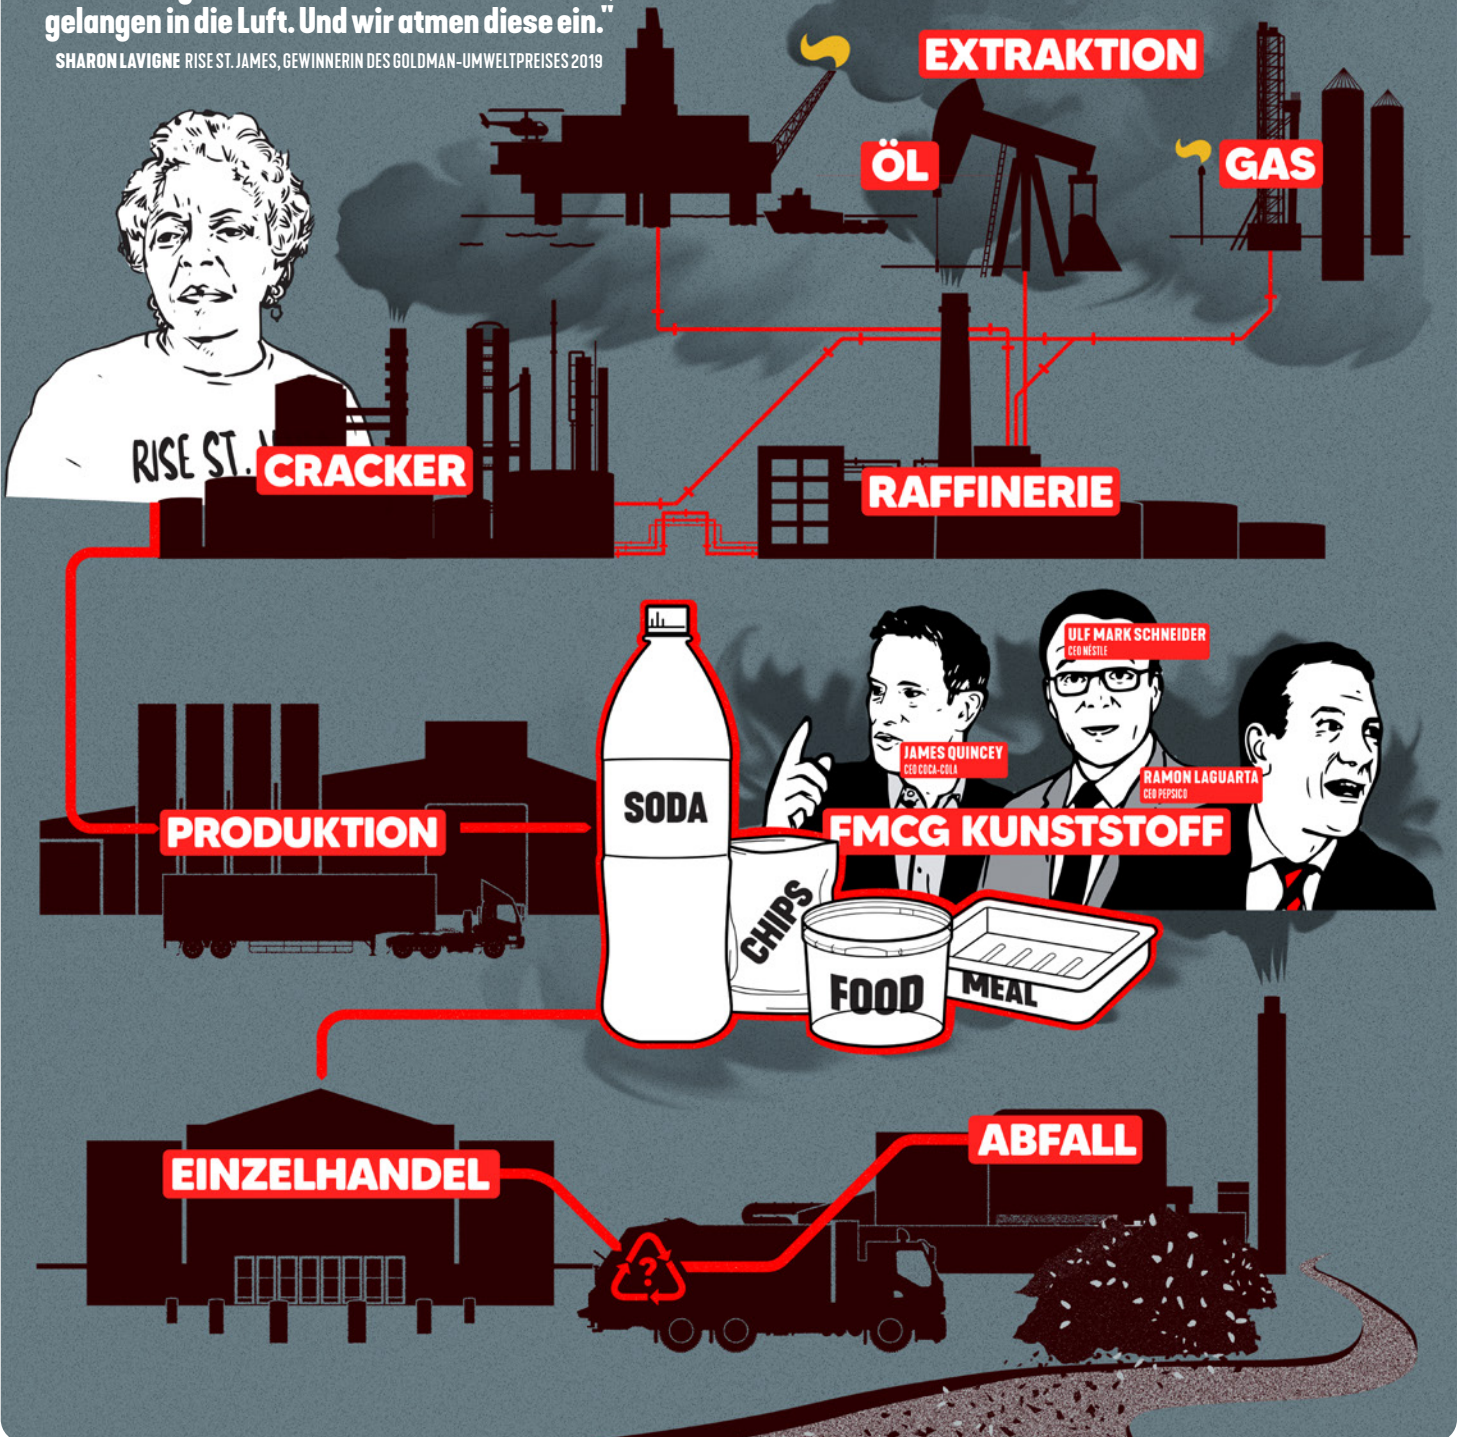 gelangen in die Luft. Und wir atmen diese ein."
SHARON LAVIGNE RISE ST. JAMES, GEWINNERIN DES GOLDMAN-UMWELTPREISES 2019
EXTRAKTION
ÖL
GAS
RISE ST.
CRACKER
RAFFINERIE
ULF MARK SCHNEIDER
CEO NESTLÉ
JAMES QUINCEY
CEO COCA-COLA
RAMON LAGUARTA
CEO PEPSICO
SODA
PRODUKTION
FMCG KUNSTSTOFF
CHIPS
FOOD
MEAL
ABFALL
EINZELHANDEL
?